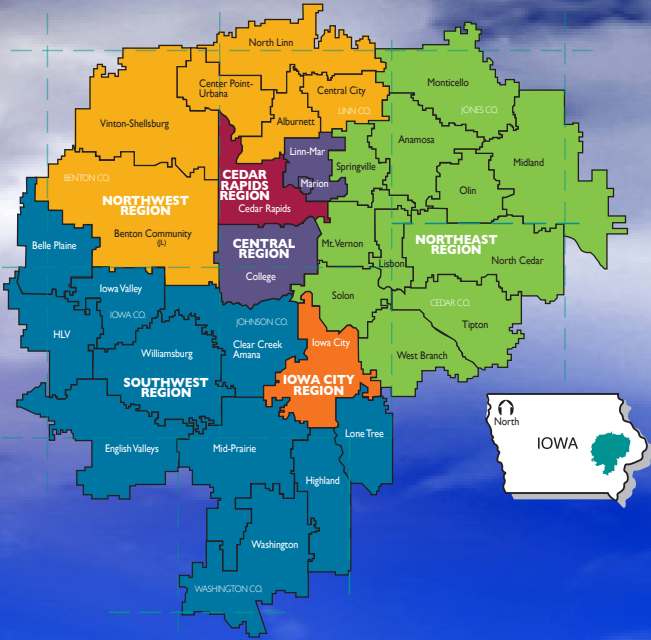 North Linn
Center Point-
Urbana
Central City
Monticello
LINN CO.
JONES CO.
Vinton-Shellsburg
Alburnett
Anamosa
Linn-Mar
Springville
Midland
BENTON CO.
CEDAR
RAPIDS
REGION
Marion
Olin
NORTHWEST
REGION
Cedar Rapids
Benton Community
(JL)
Belle Plaine
CENTRAL
REGION
College
Mt.Vernon
Lisbon
NORTHEAST
REGION
North Cedar
Iowa Valley
IOWA CO.
Solon
CEDAR CO.
HLV
JOHNSON CO.
Clear Creek
Amana
Iowa City
Tipton
Williamsburg
West Branch
SOUTHWEST
REGION
IOWA CITY
REGION
North
IOWA
English Valleys
Mid-Prairie
Lone Tree
Highland
Washington
WASHINGTON CO.